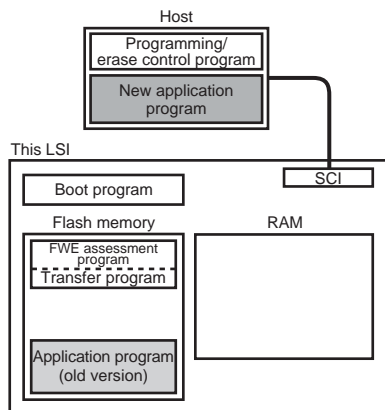 Host
Programming/
erase control program
New application
program
This LSI
SCI
Boot program
Flash memory
RAM
FWE assessment
program
Transfer program
Application program
(old version)